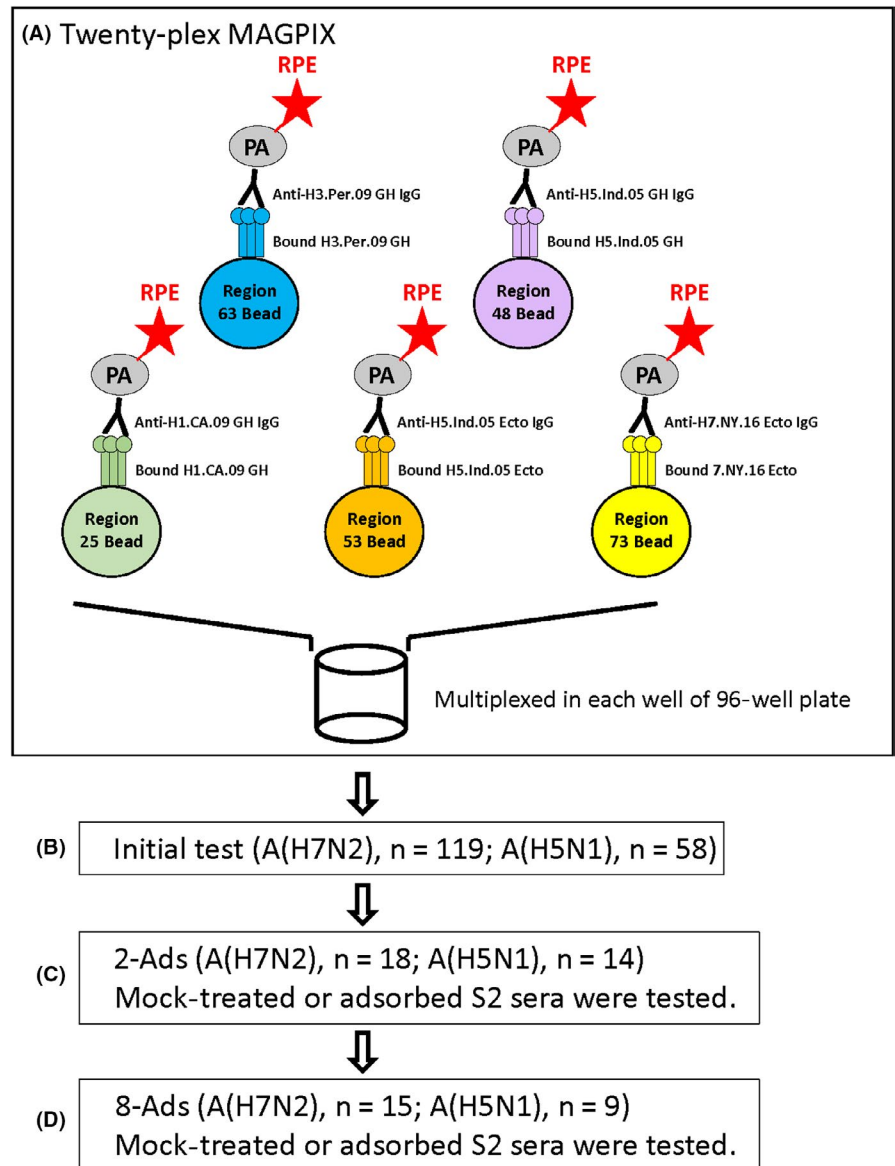 (A) Twenty-plex MAGPIX
RPE
PA
Anti-H3.Per.09 GH IgG
Bound H3.Per.09 GH
Region
63 Bead
RPE
PA
Anti-H5.Ind.05 GH IgG
Bound H5.Ind.05 GH
Region
48 Bead
RPE
PA
Anti-H1.CA.09 GH IgG
Bound H1.CA.09 GH
Region
25 Bead
RPE
PA
Anti-H5.Ind.05 Ecto IgG
Bound H5.Ind.05 Ecto
Region
53 Bead
RPE
PA
Anti-H7.NY.16 Ecto IgG
Bound 7.NY.16 Ecto
Region
73 Bead
Multiplexed in each well of 96-well plate
(B) Initial test (A(H7N2), n = 119; A(H5N1), n = 58)
(C) 2-Ads (A(H7N2), n = 18; A(H5N1), n = 14)
Mock-treated or adsorbed S2 sera were tested.
(D) 8-Ads (A(H7N2), n = 15; A(H5N1), n = 9)
Mock-treated or adsorbed S2 sera were tested.